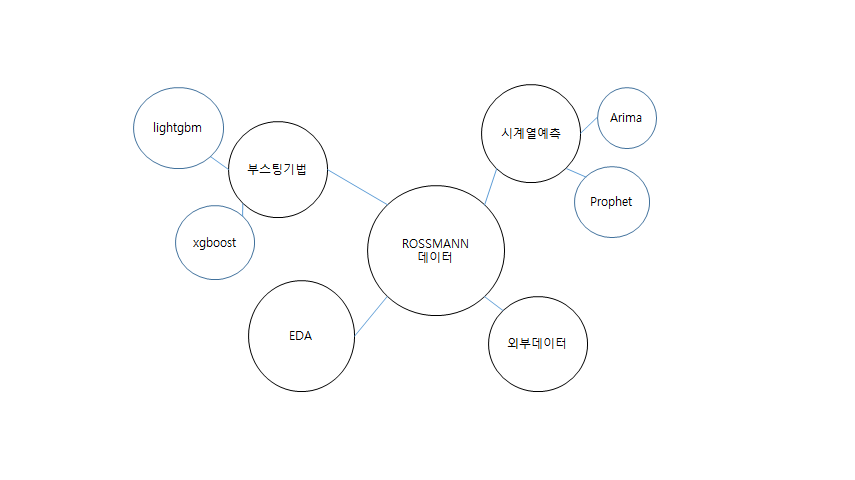 lightgbm
부스팅기법
xgboost
시계열예측
Arima
Prophet
ROSSMANN
데이터
EDA
외부데이터